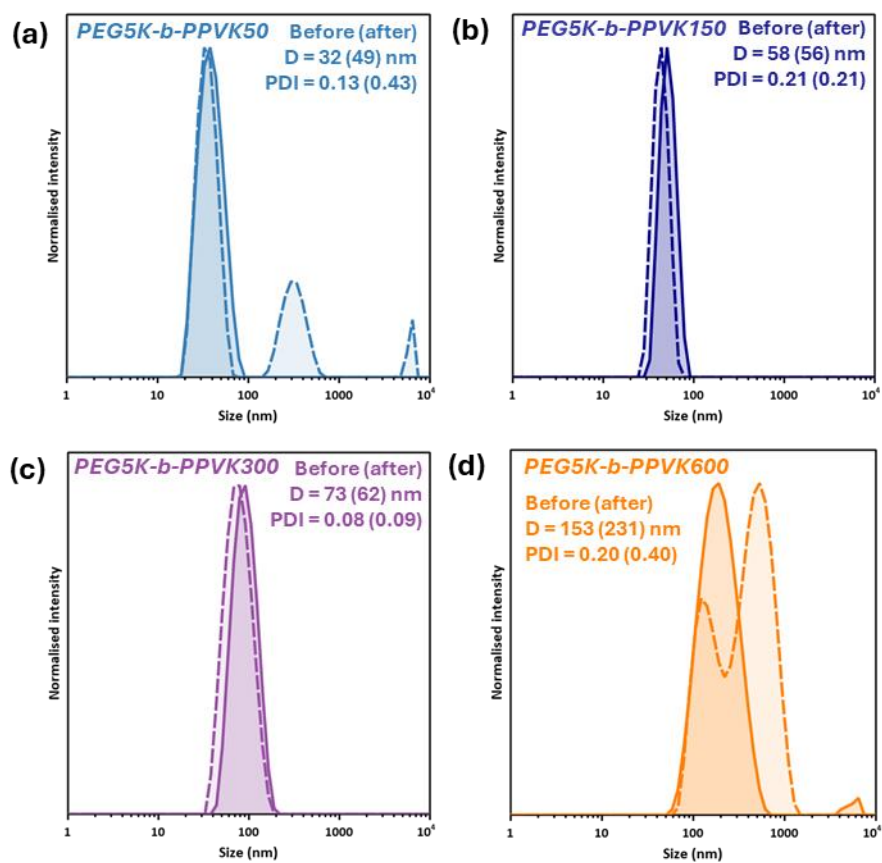 (a)
PEG5K-b-PPVK50
Before (after)
D = 32 (49) nm
PDI = 0.13 (0.43)
Normalised intensity
1 10 100 1000 10⁴
Size (nm)
(b)
PEG5K-b-PPVK150
Before (after)
D = 58 (56) nm
PDI = 0.21 (0.21)
Normalised intensity
1 10 100 1000 10⁴
Size (nm)
(c)
PEG5K-b-PPVK300
Before (after)
D = 73 (62) nm
PDI = 0.08 (0.09)
Normalised intensity
1 10 100 1000 10⁴
Size (nm)
(d)
PEG5K-b-PPVK600
Before (after)
D = 153 (231) nm
PDI = 0.20 (0.40)
Normalised intensity
1 10 100 1000 10⁴
Size (nm)